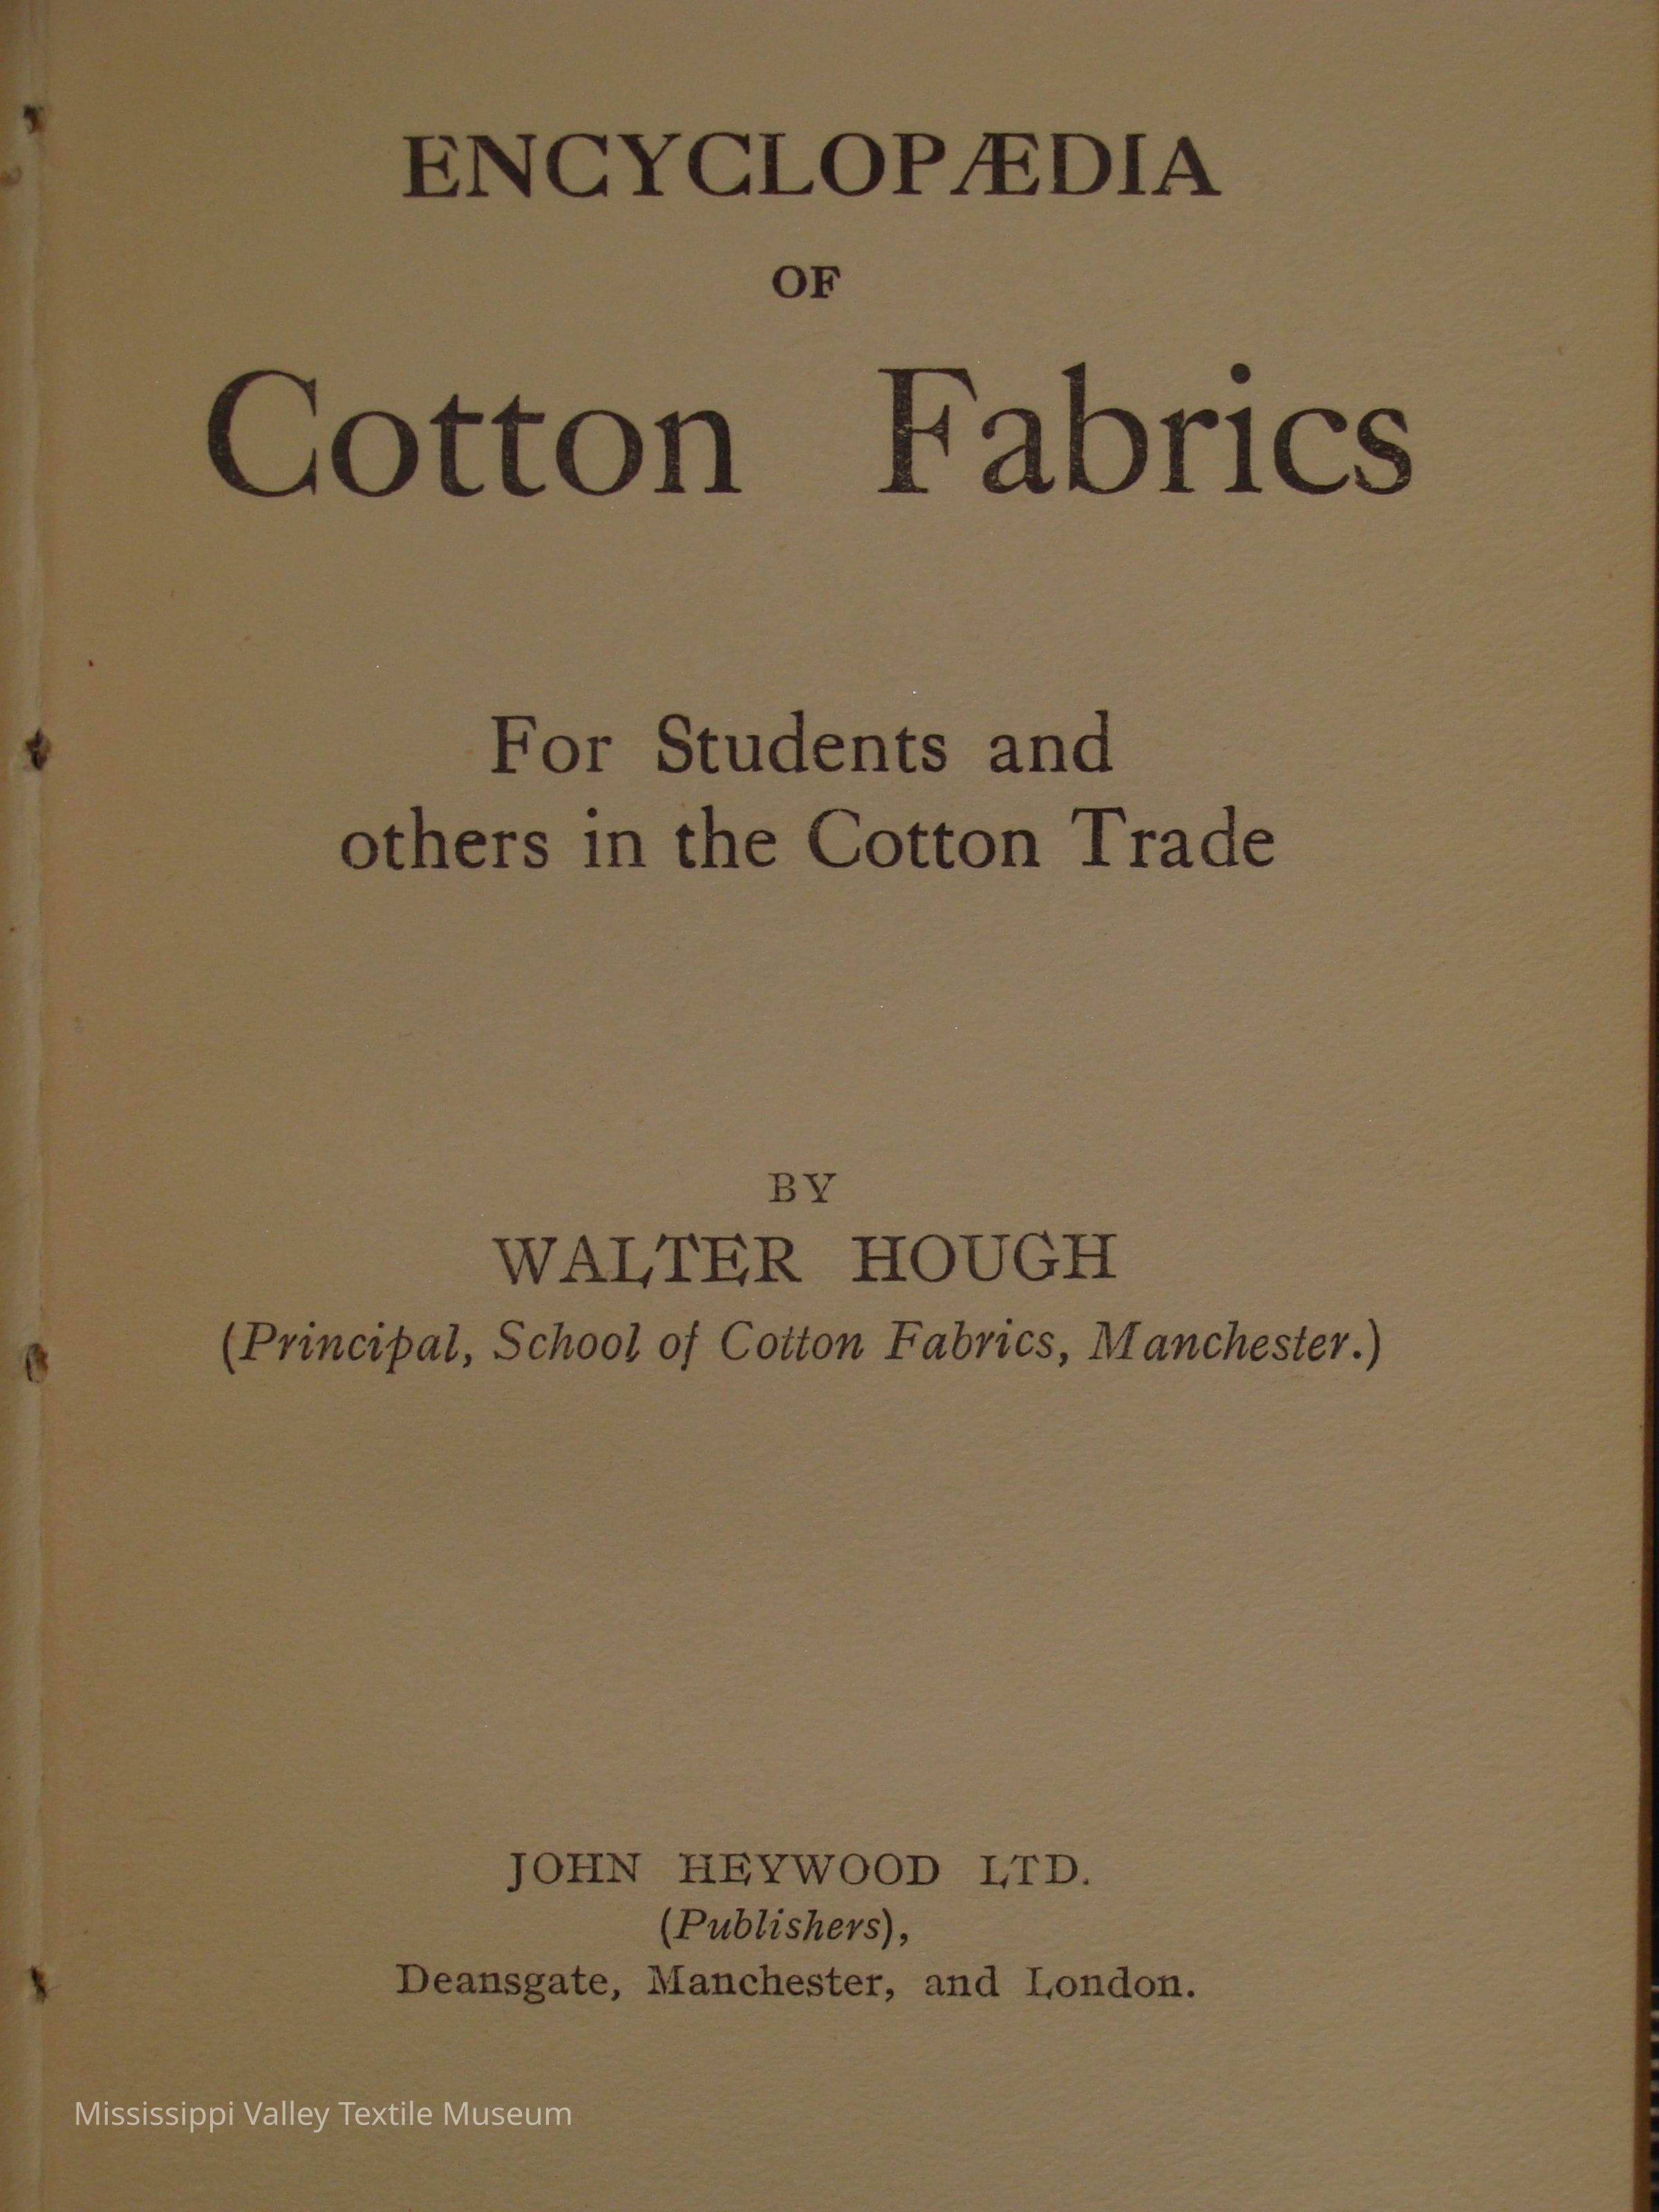 ENCYCLOPÆDIA
OF
Cotton Fabrics
For Students and
others in the Cotton Trade
BY
WALTER HOUGH
(Principal, School of Cotton Fabrics, Manchester.)
JOHN HEYWOOD LTD.
(Publishers),
Deansgate, Manchester, and London.
Mississippi Valley Textile Museum